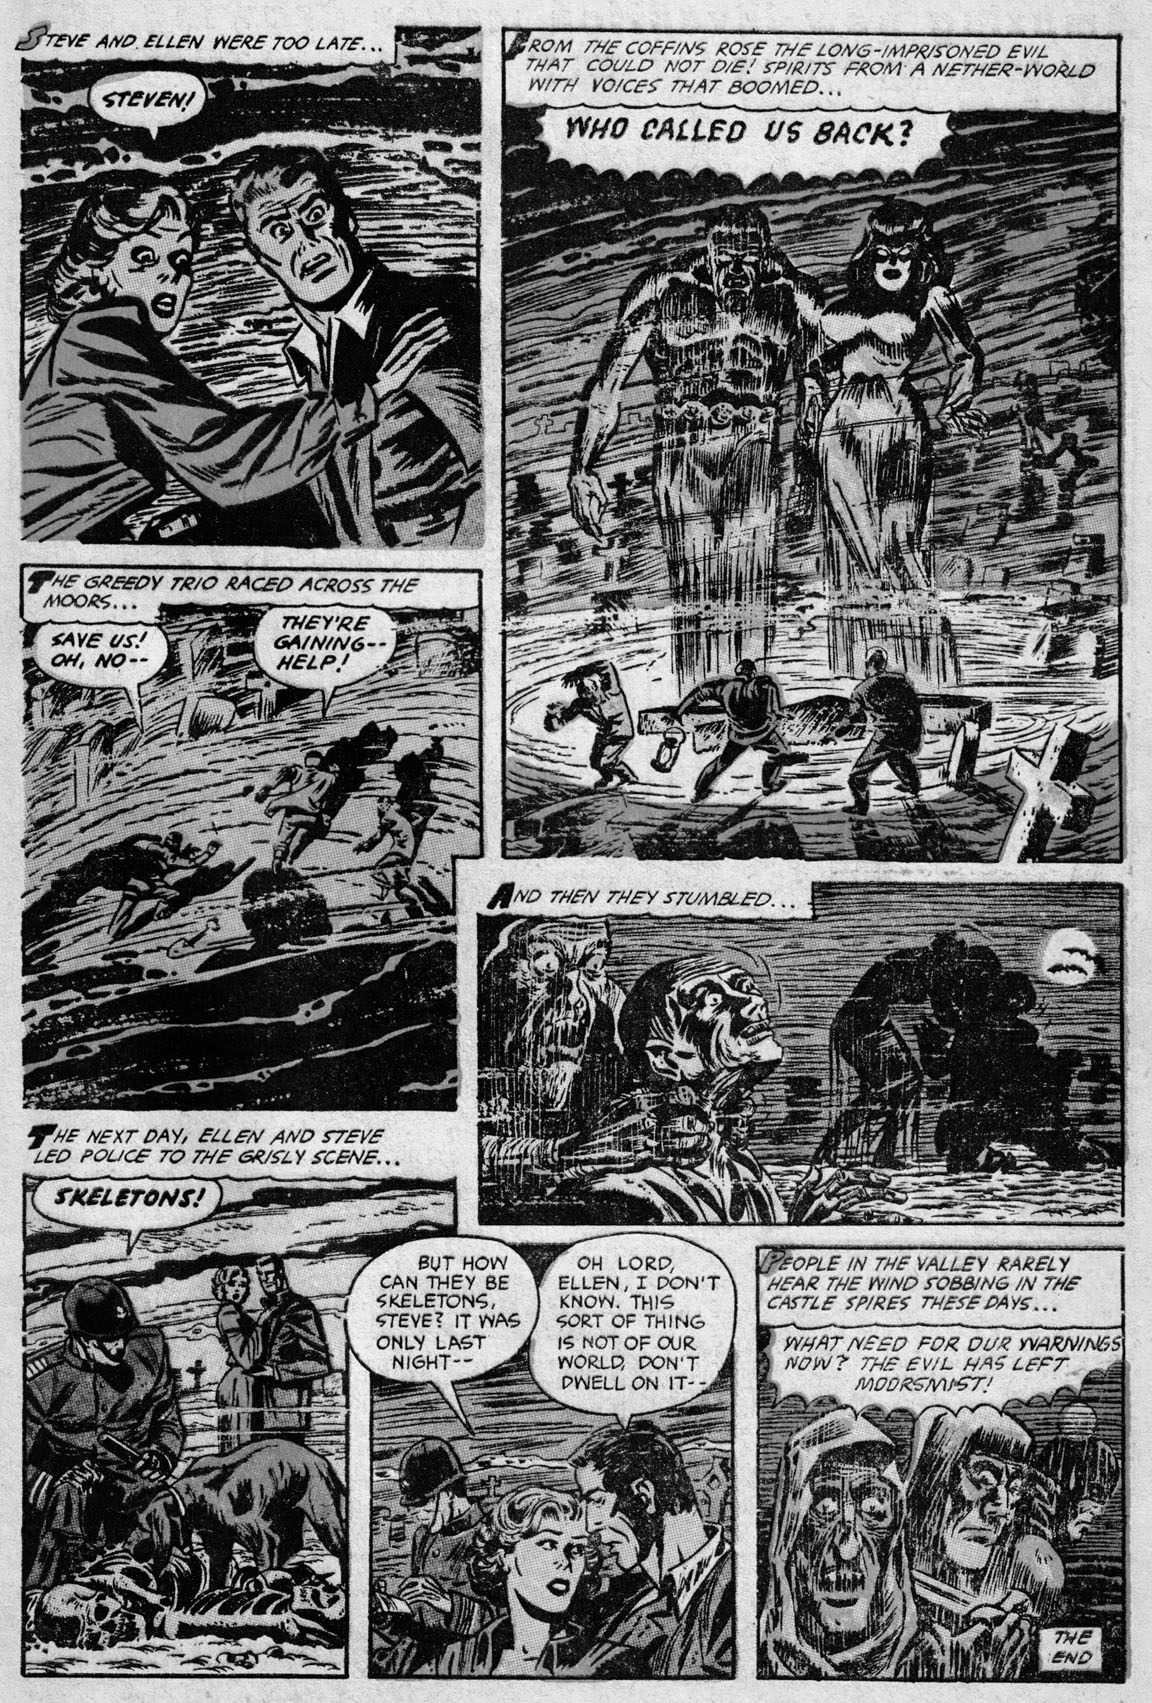 STEVE AND ELLEN WERE TOO LATE...
STEVEN!
FROM THE COFFINS ROSE THE LONG-IMPRISONED EVIL
THAT COULD NOT DIE! SPIRITS FROM A NETHER-WORLD
WITH VOICES THAT BOOMED...
WHO CALLED US BACK?
THE GREEDY TRIO RACED ACROSS THE
MOORS...
SAVE US!
OH, NO--
THEY'RE
GAINING--
HELP!
AND THEN THEY STUMBLED...
THE NEXT DAY, ELLEN AND STEVE
LED POLICE TO THE GRISLY SCENE...
SKELETONS!
BUT HOW
CAN THEY BE
SKELETONS,
STEVE? IT WAS
ONLY LAST
NIGHT--
OH LORD,
ELLEN, I DON'T
KNOW. THIS
SORT OF THING
IS NOT OF OUR
WORLD, DON'T
DWELL ON IT--
PEOPLE IN THE VALLEY RARELY
HEAR THE WIND SOBBING IN THE
CASTLE SPIRES THESE DAYS...
WHAT NEED FOR OUR WARNINGS
NOW? THE EVIL HAS LEFT
MOORSMIST!
THE
END